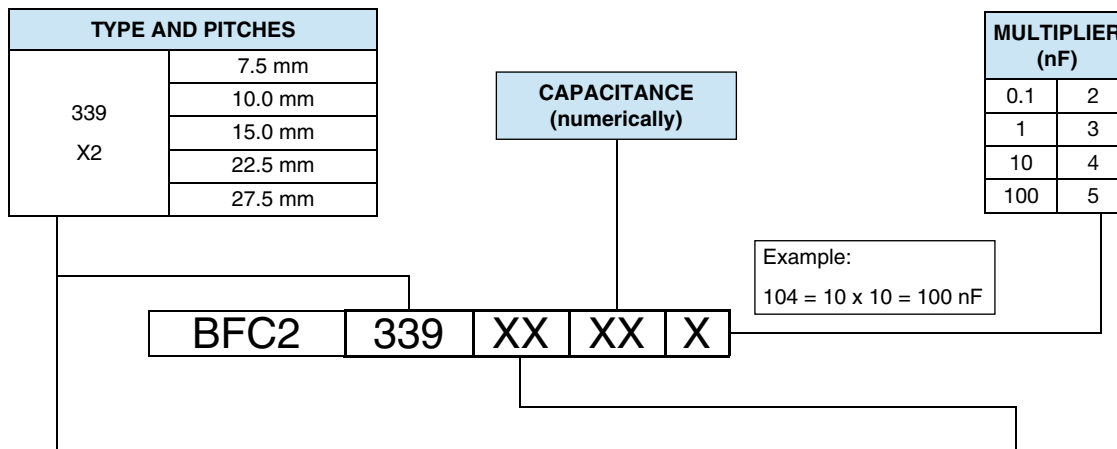 TYPE AND PITCHES
339
X2
7.5 mm
10.0 mm
15.0 mm
22.5 mm
27.5 mm
CAPACITANCE
(numerically)
MULTIPLIER
(nF)
0.1 2
1 3
10 4
100 5
Example:
104 = 10 x 10 = 100 nF
BFC2 339 XX XX X